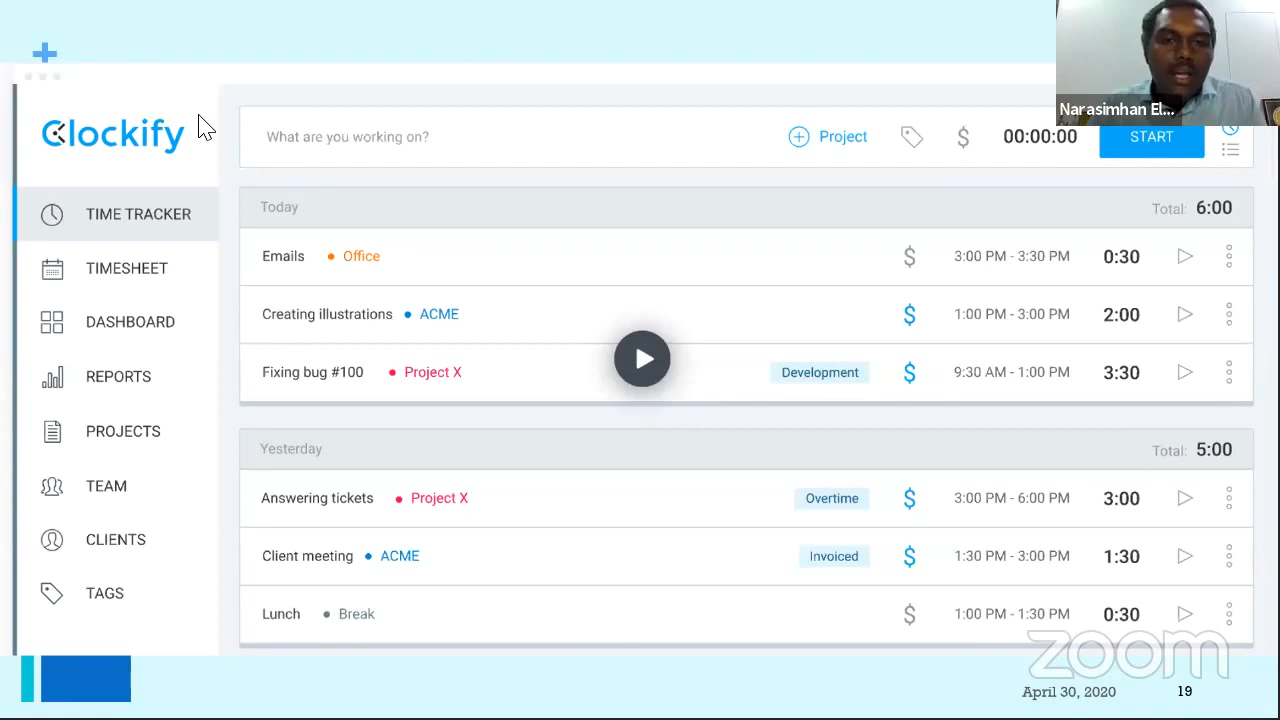 Narasimhan El...
Clockify
What are you working on?
Project
$
00:00:00
START
TIME TRACKER
TIMESHEET
DASHBOARD
REPORTS
PROJECTS
TEAM
CLIENTS
TAGS
Today Total: 6:00
Emails • Office $ 3:00 PM - 3:30 PM 0:30
Creating illustrations • ACME $ 1:00 PM - 3:00 PM 2:00
Fixing bug #100 • Project X Development $ 9:30 AM - 1:00 PM 3:30
Yesterday Total: 5:00
Answering tickets • Project X Overtime $ 3:00 PM - 6:00 PM 3:00
Client meeting • ACME Invoiced $ 1:30 PM - 3:00 PM 1:30
Lunch • Break $ 1:00 PM - 1:30 PM 0:30
zoom
April 30, 2020 19